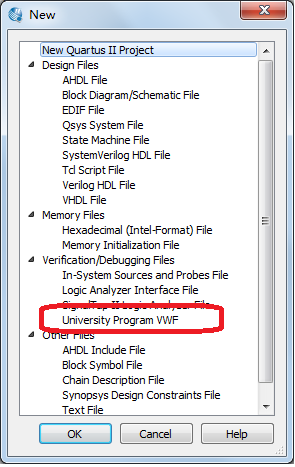 New
New Quartus II Project
Design Files
AHDL File
Block Diagram/Schematic File
EDIF File
Qsys System File
State Machine File
SystemVerilog HDL File
Tcl Script File
Verilog HDL File
VHDL File
Memory Files
Hexadecimal (Intel-Format) File
Memory Initialization File
Verification/Debugging Files
In-System Sources and Probes File
Logic Analyzer Interface File
SignalTap II Logic Analyzer File
University Program VWF
Other Files
AHDL Include File
Block Symbol File
Chain Description File
Synopsys Design Constraints File
Text File
OK Cancel Help